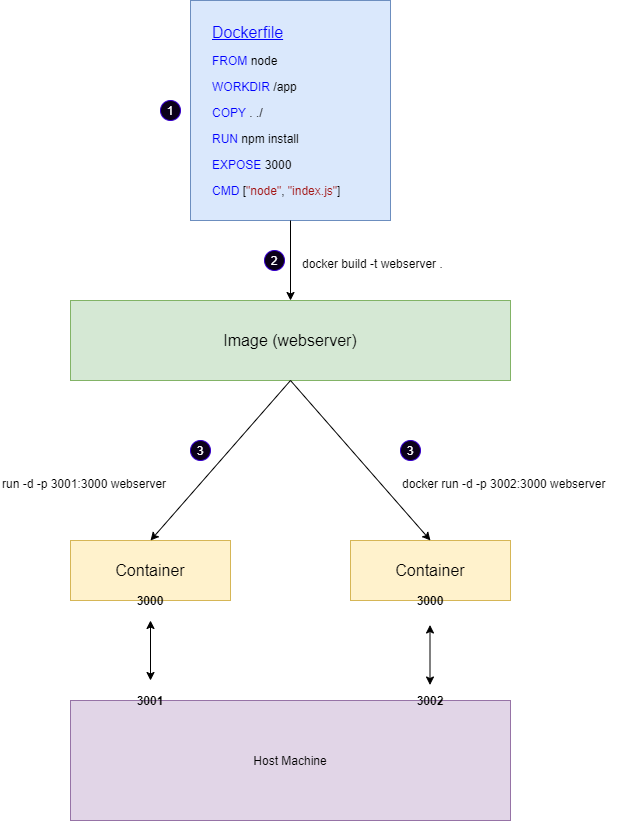 Dockerfile
FROM node
WORKDIR /app
1
COPY . ./
RUN npm install
EXPOSE 3000
CMD ["node", "index.js"]
2
docker build -t webserver .
Image (webserver)
3
3
run -d -p 3001:3000 webserver
docker run -d -p 3002:3000 webserver
Container
Container
3000
3000
3001
3002
Host Machine